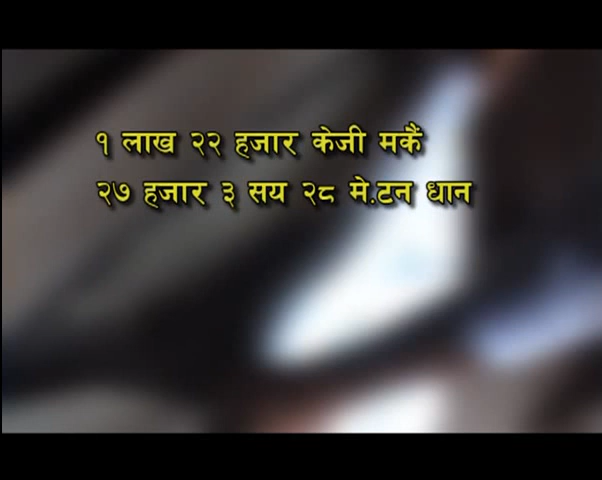 १ लाख २२ हजार केजी मकैं
२७ हजार ३ सय २८ मे.टन धान